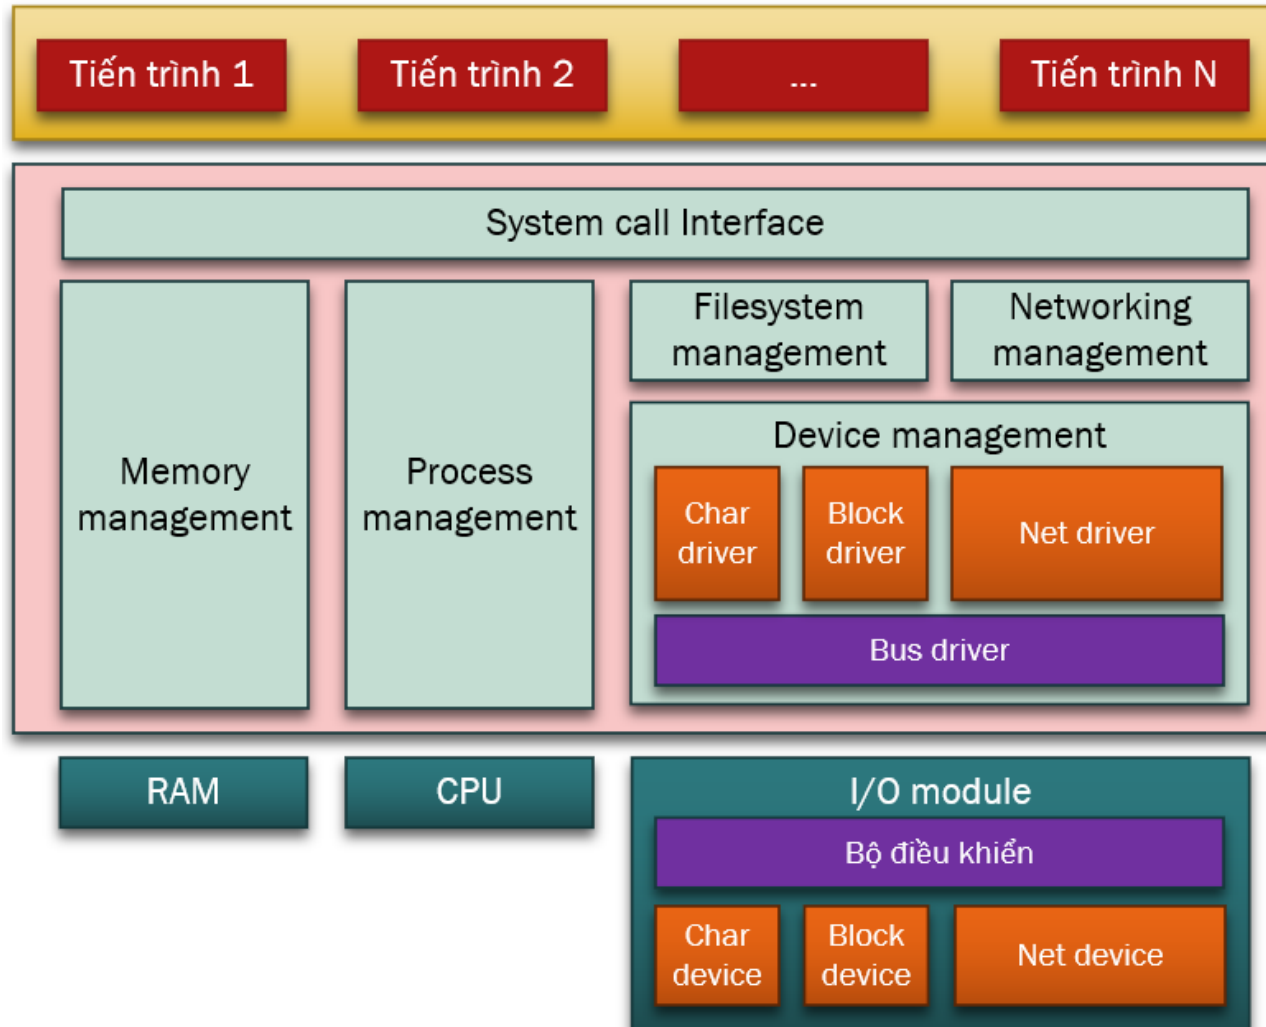 Tiến trình 1
Tiến trình 2
...
Tiến trình N
System call Interface
Memory
management
Process
management
Filesystem
management
Networking
management
Device management
Char
driver
Block
driver
Net driver
Bus driver
RAM
CPU
I/O module
Bộ điều khiển
Char
device
Block
device
Net device